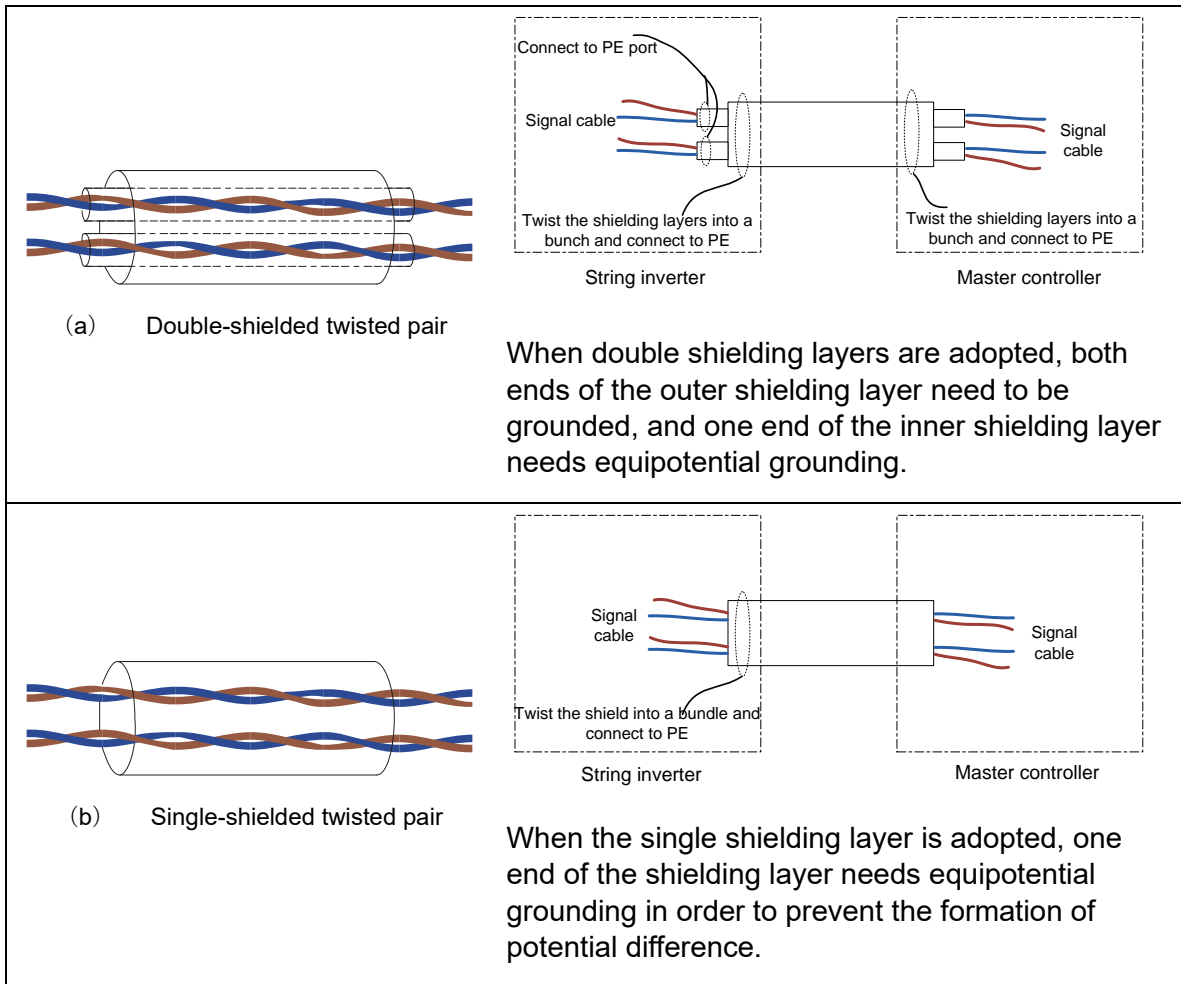 Connect to PE port
Signal cable
Signal
cable
Twist the shielding layers into a
bunch and connect to PE
Twist the shielding layers into a
bunch and connect to PE
String inverter
Master controller
（a） Double-shielded twisted pair
When double shielding layers are adopted, both
ends of the outer shielding layer need to be
grounded, and one end of the inner shielding layer
needs equipotential grounding.
Signal
cable
Signal
cable
Twist the shield into a bundle and
connect to PE
String inverter
Master controller
（b） Single-shielded twisted pair
When the single shielding layer is adopted, one
end of the shielding layer needs equipotential
grounding in order to prevent the formation of
potential difference.